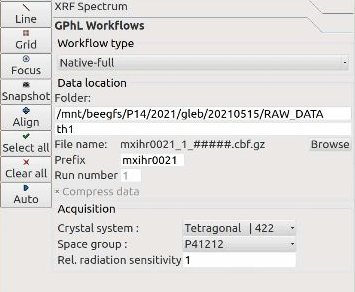 Line
Grid
Focus
Snapshot
Align
Select all
Clear all
Auto
XRF Spectrum
GPhL Workflows
Workflow type
Native-full
Data location
Folder:
/mnt/beegfs/P14/2021/gleb/20210515/RAW_DATA
th1
File name: mxihr0021_1_#####.cbf.gz Browse
Prefix mxihr0021
Run number 1
Compress data
Acquisition
Crystal system : Tetragonal | 422
Space group : P41212
Rel. radiation sensitivity 1